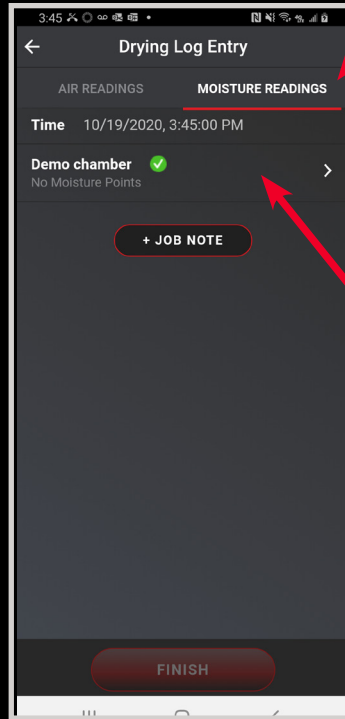 3:45
Drying Log Entry
AIR READINGS MOISTURE READINGS
Time 10/19/2020, 3:45:00 PM
Demo chamber
No Moisture Points
+ JOB NOTE
FINISH